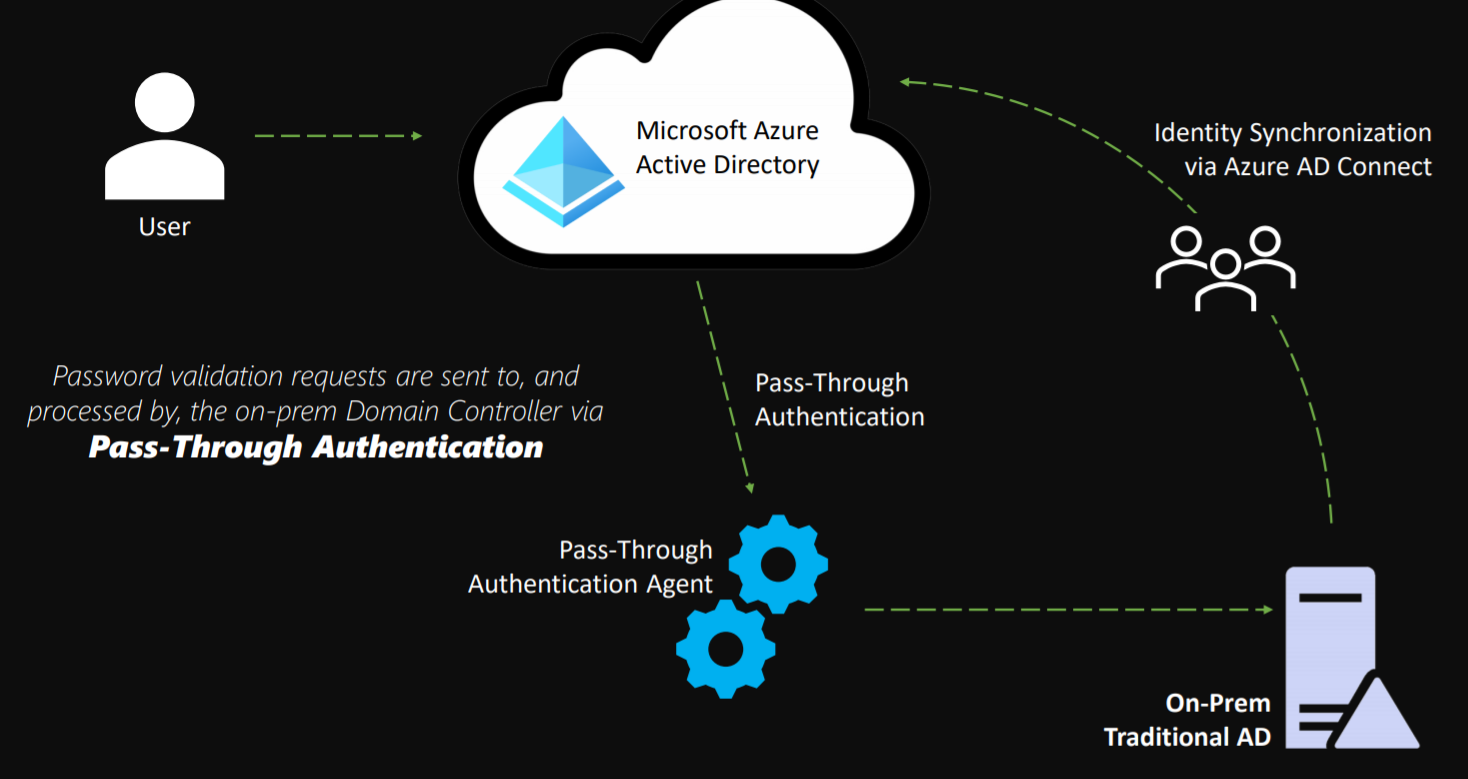 Microsoft Azure
Active Directory
Identity Synchronization
via Azure AD Connect
User
Password validation requests are sent to, and
processed by, the on-prem Domain Controller via
Pass-Through Authentication
Pass-Through
Authentication
Pass-Through
Authentication Agent
On-Prem
Traditional AD